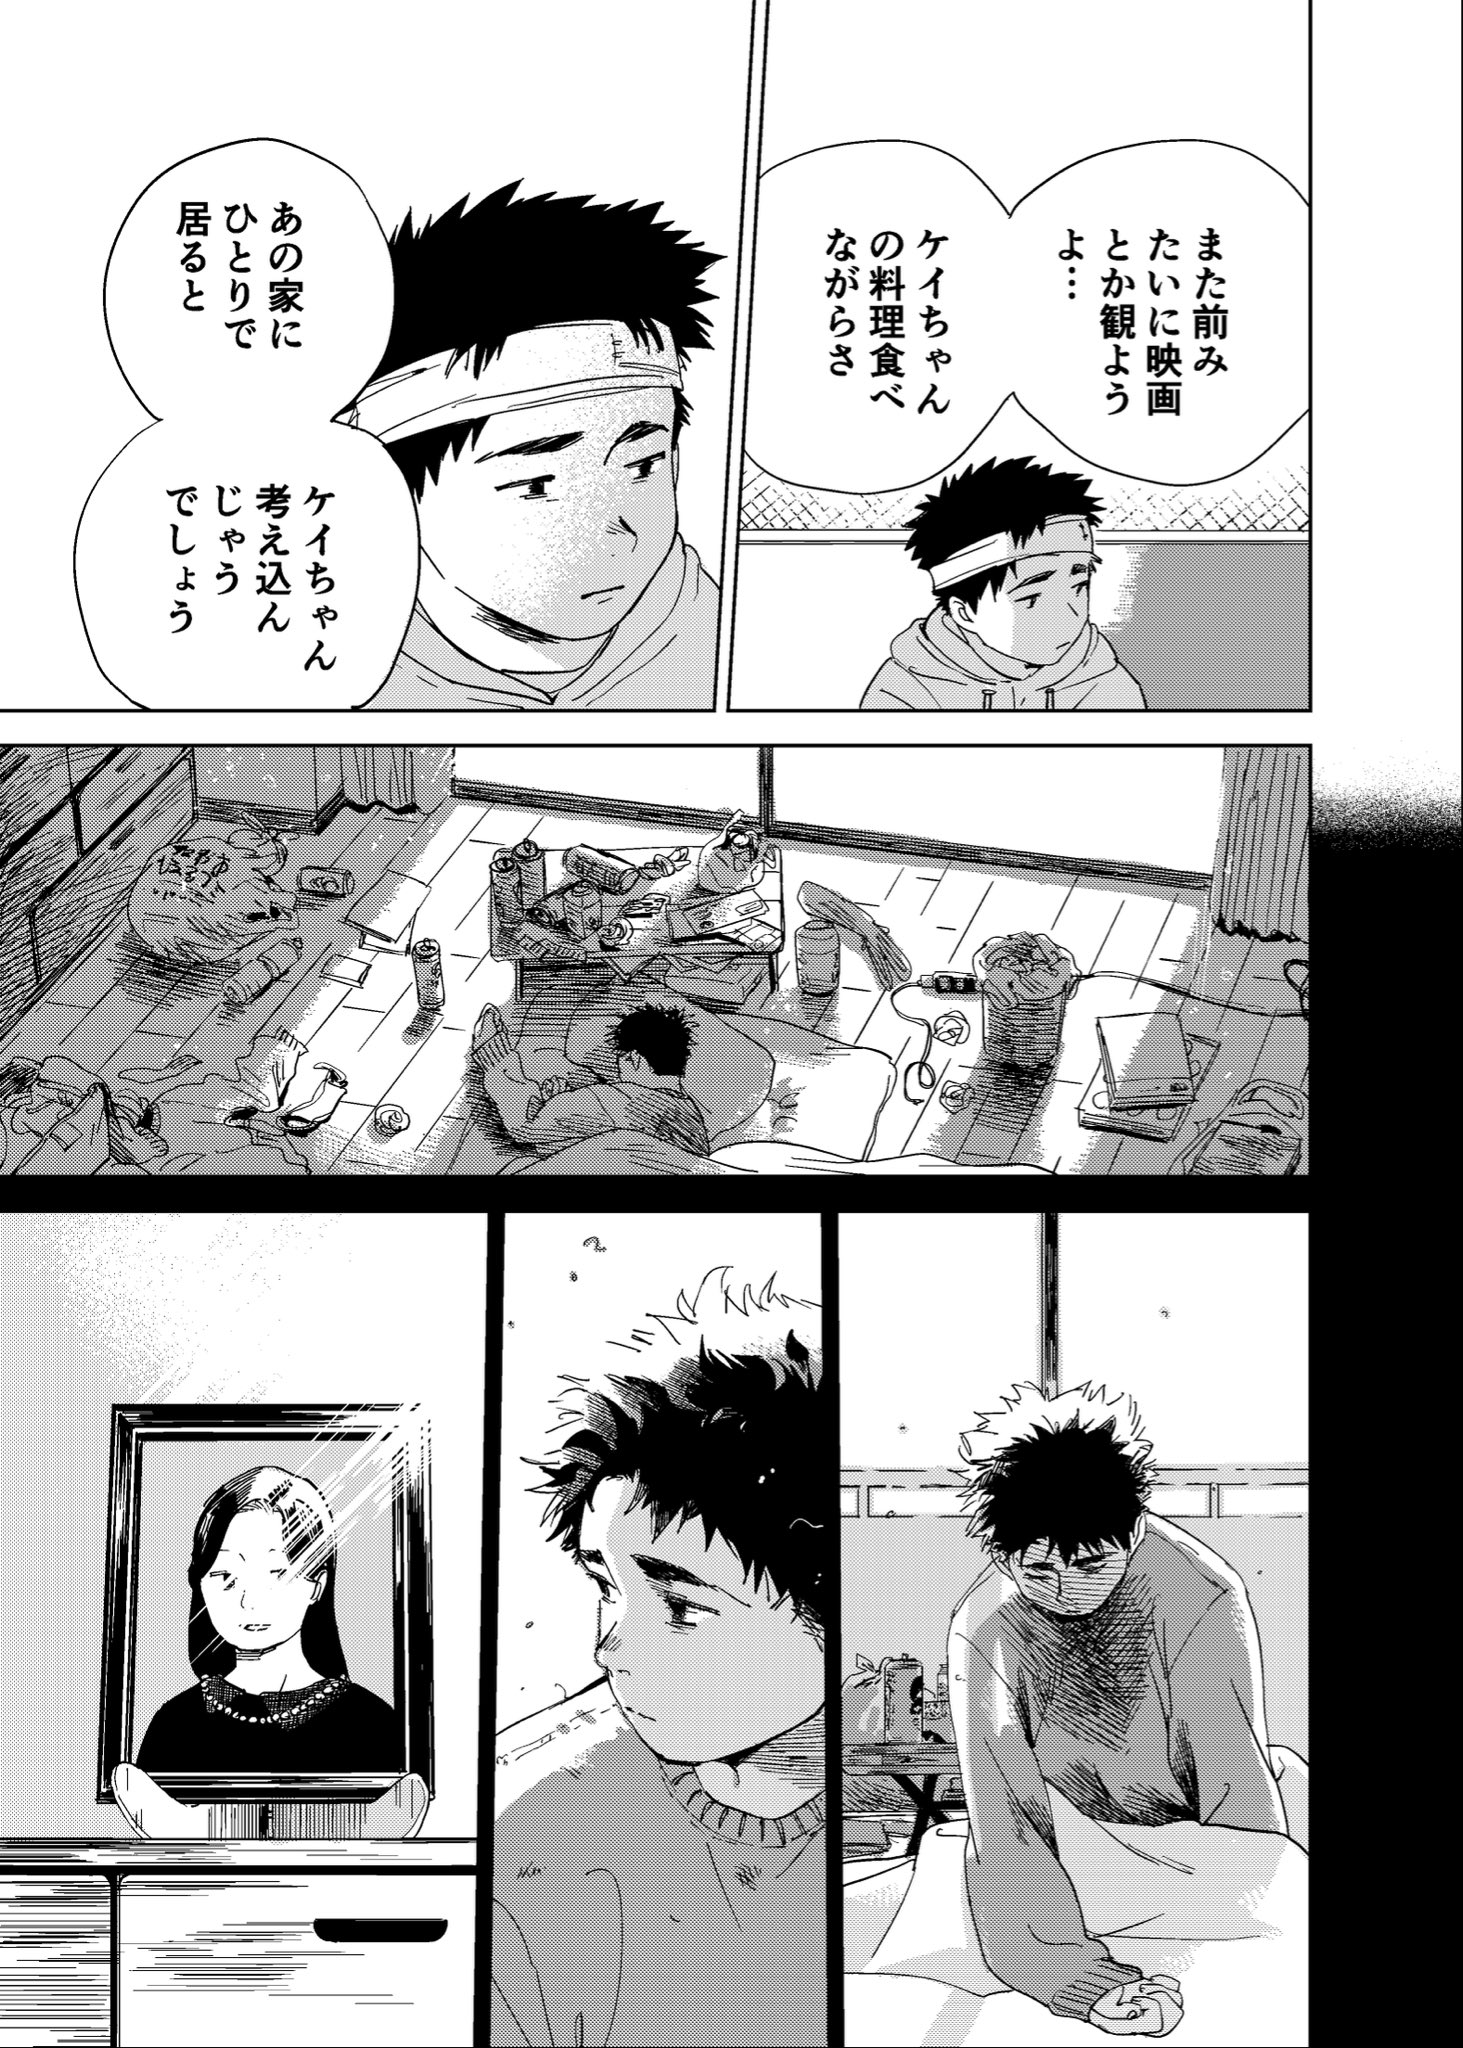 また前み
たいに映画
とか観よう
よ…
ケイちゃん
の料理食べ
ながらさ
あの家に
ひとりで
居ると
ケイちゃん
考え込ん
じゃう
でしょう